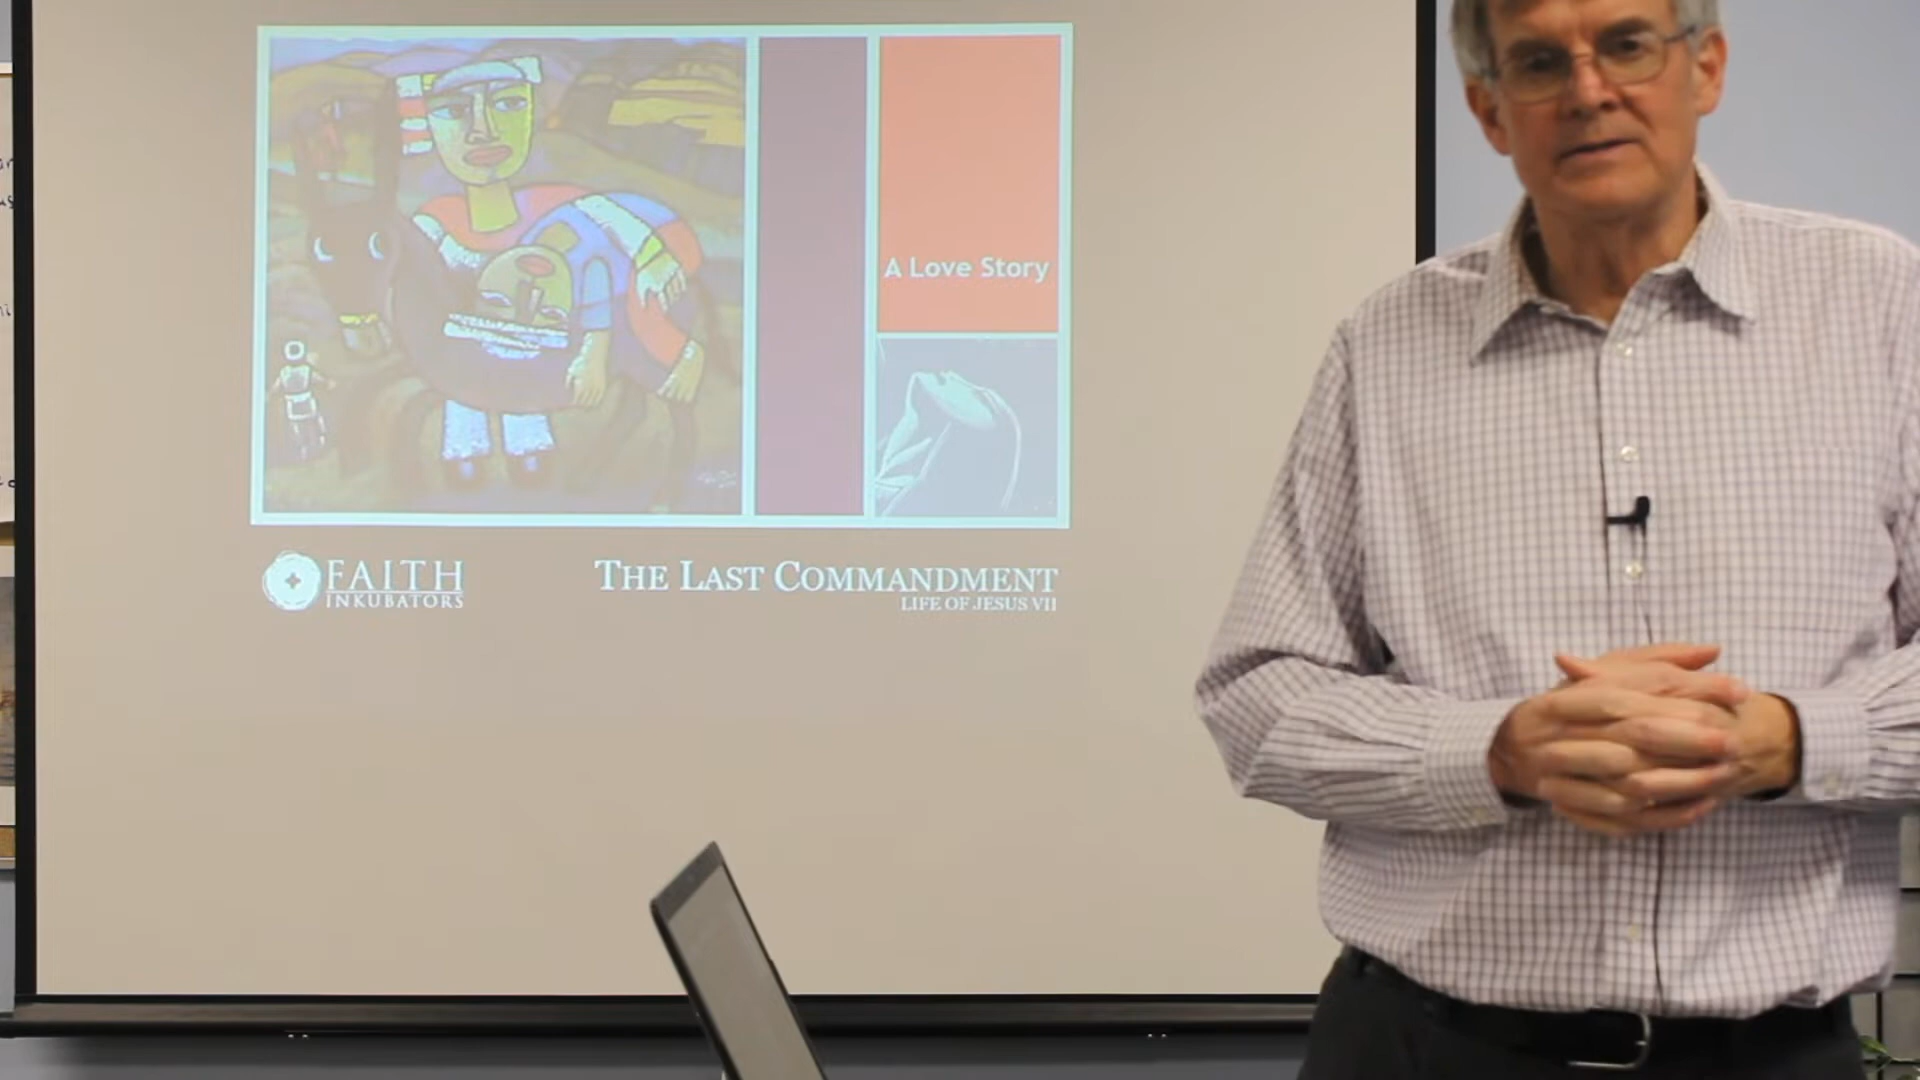 A Love Story
FAITH
INKUBATORS
THE LAST COMMANDMENT
LIFE OF JESUS VII